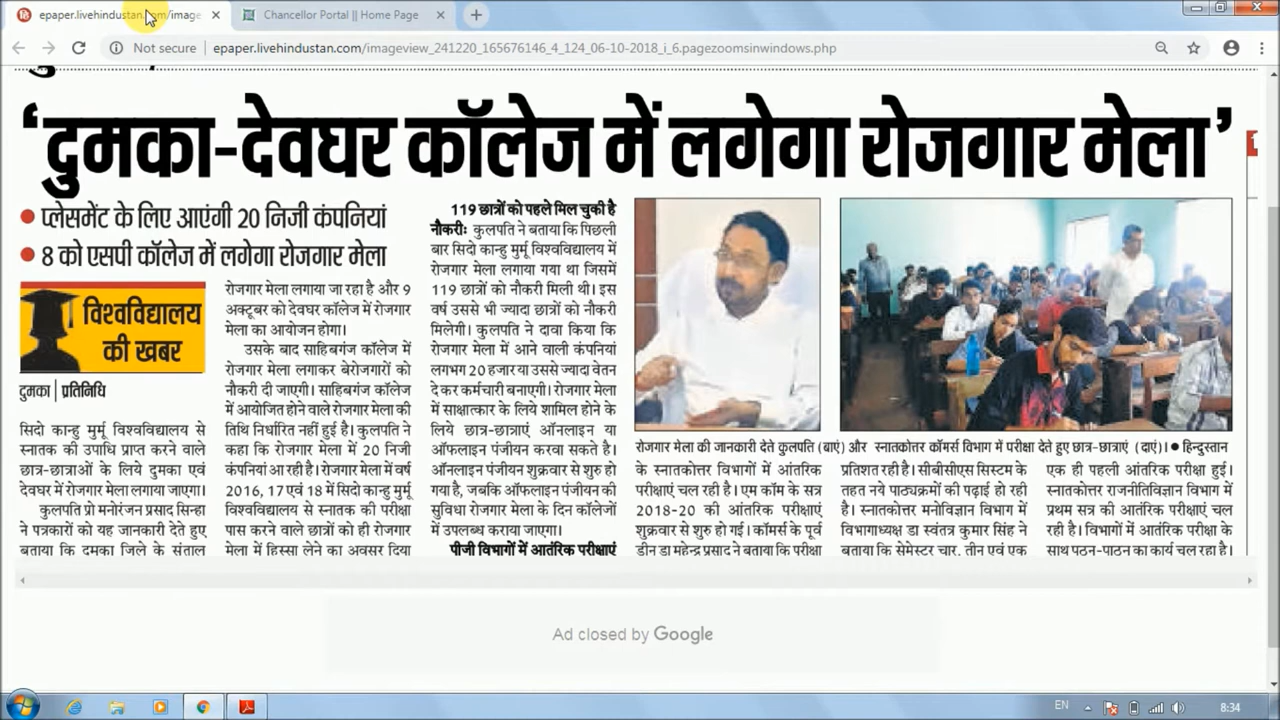 epaper.livehindustan.com/image
Chancellor Portal || Home Page
Not secure
epaper.livehindustan.com/imageview_241220_165676146_4_124_06-10-2018_i_6.pagezoomsinwindows.php
‘दुमका-देवघर कॉलेज में लगेगा रोजगार मेला’
प्लेसमेंट के लिए आएंगी 20 निजी कंपनियां
8 को एसपी कॉलेज में लगेगा रोजगार मेला
विश्वविद्यालय
की खबर
दुमका | प्रतिनिधि
सिदो कान्हु मुर्मू विश्वविद्यालय से
स्नातक की उपाधि प्राप्त करने वाले
छात्र-छात्राओं के लिये दुमका एवं
देवघर में रोजगार मेला लगाया जाएगा।
कुलपति प्रो मनोरंजन प्रसाद सिन्हा
ने पत्रकारों को यह जानकारी देते हुए
बताया कि दुमका जिले के संताल
रोजगार मेला लगाया जा रहा है और 9
अक्टूबर को देवघर कॉलेज में रोजगार
मेला का आयोजन होगा।
उसके बाद साहिबगंज कॉलेज में
रोजगार मेला लगाकर बेरोजगारों को
नौकरी दी जाएगी। साहिबगंज कॉलेज
में आयोजित होने वाले रोजगार मेला की
तिथि निर्धारित नहीं हुई है। कुलपति ने
कहा कि रोजगार मेला में 20 निजी
कंपनियां आ रही है। रोजगार मेला में वर्ष
2016, 17 एवं 18 में सिदो कान्हु मुर्मू
विश्वविद्यालय से स्नातक की परीक्षा
पास करने वाले छात्रों को ही रोजगार
मेला में हिस्सा लेने का अवसर दिया
119 छात्रों को पहले मिल चुकी है
नौकरी: कुलपति ने बताया कि पिछली
बार सिदो कान्हु मुर्मू विश्वविद्यालय में
रोजगार मेला लगाया गया था जिसमें
119 छात्रों को नौकरी मिली थी। इस
वर्ष उससे भी ज्यादा छात्रों को नौकरी
मिलेगी। कुलपति ने दावा किया कि
रोजगार मेला में आने वाली कंपनियां
लगभग 20 हजार या उससे ज्यादा वेतन
दे कर कर्मचारी बनाएगी। रोजगार मेला
में साक्षात्कार के लिये शामिल होने के
लिये छात्र-छात्राएं ऑनलाइन या
ऑफलाइन पंजीयन करवा सकते है।
ऑनलाइन पंजीयन शुक्रवार से शुरु हो
गया है, जबकि ऑफलाइन पंजीयन की
सुविधा रोजगार मेला के दिन कॉलेजों
में उपलब्ध कराया जाएगा।
पीजी विभागों में आतंरिक परीक्षाएं
रोजगार मेला की जानकारी देते कुलपति (बाएं) और स्नातकोत्तर कॉमर्स विभाग में परीक्षा देते हुए छात्र-छात्राएं (दाएं)। ● हिन्दुस्तान
के स्नातकोत्तर विभागों में आंतरिक
परीक्षाएं चल रही है। एम कॉम के सत्र
2018-20 की आंतरिक परीक्षाएं
शुक्रवार से शुरु हो गई। कॉमर्स के पूर्व
डीन डा महेन्द्र प्रसाद ने बताया कि परीक्षा
प्रतिशत रही है। सीबीसीएस सिस्टम के
तहत नये पाठ्यक्रमों की पढ़ाई हो रही
है। स्नातकोत्तर मनोविज्ञान विभाग में
विभागाध्यक्ष डा स्वतंत्र कुमार सिंह ने
बताया कि सेमेस्टर चार, तीन एवं एक
एक ही पहली आंतरिक परीक्षा हुई।
स्नातकोत्तर राजनीतिविज्ञान विभाग में
प्रथम सत्र की आतंरिक परीक्षाएं चल
रही है। विभागों में आतंरिक परीक्षा के
साथ पठन-पाठन का कार्य चल रहा है।
Ad closed by Google
EN
8:34